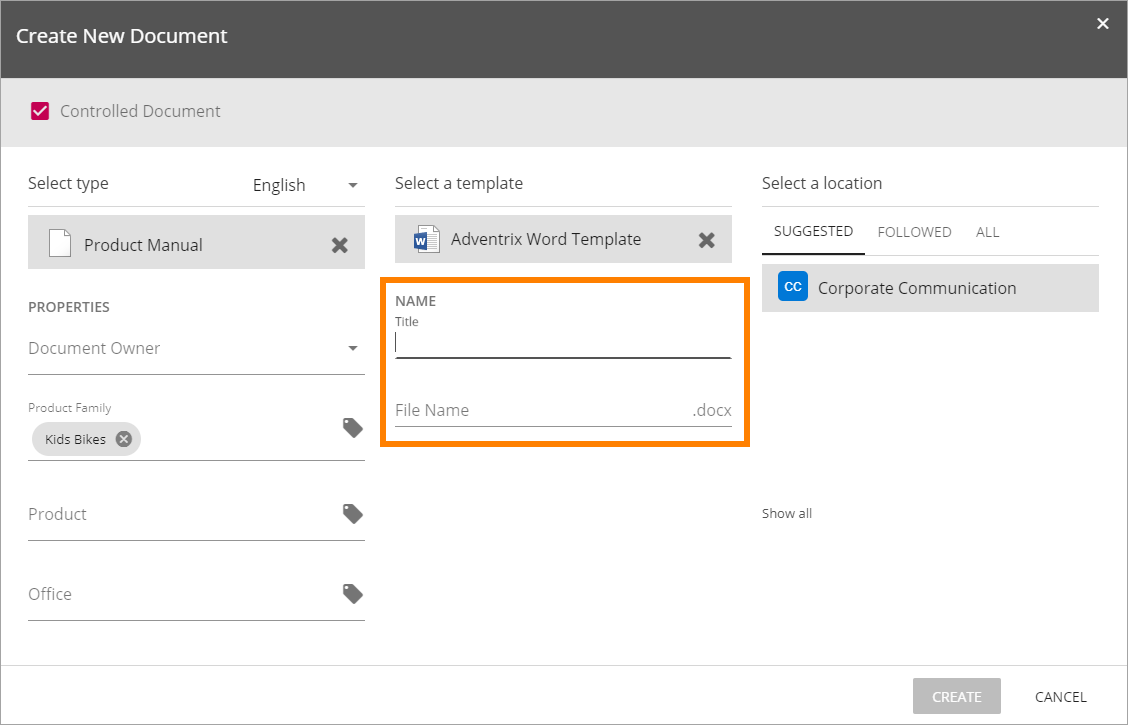 Create New Document
Controlled Document
Select type
English
Product Manual
PROPERTIES
Document Owner
Product Family
Kids Bikes
Product
Office
Select a template
W
Adventrix Word Template
NAME
Title
File Name
.docx
Select a location
SUGGESTED FOLLOWED ALL
CC Corporate Communication
Show all
CREATE CANCEL